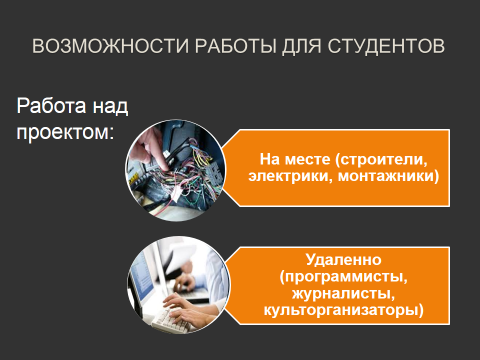 ВОЗМОЖНОСТИ РАБОТЫ ДЛЯ СТУДЕНТОВ
Работа над
проектом:
На месте (строители,
электрики, монтажники)
Удаленно
(программисты,
журналисты,
культорганизаторы)